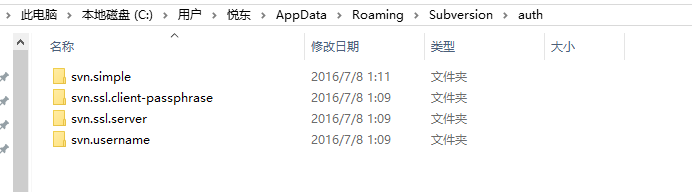 此电脑 > 本地磁盘 (C:) > 用户 > 悦东 > AppData > Roaming > Subversion > auth
名称 修改日期 类型 大小
svn.simple 2016/7/8 1:11 文件夹
svn.ssl.client-passphrase 2016/7/8 1:09 文件夹
svn.ssl.server 2016/7/8 1:09 文件夹
svn.username 2016/7/8 1:09 文件夹